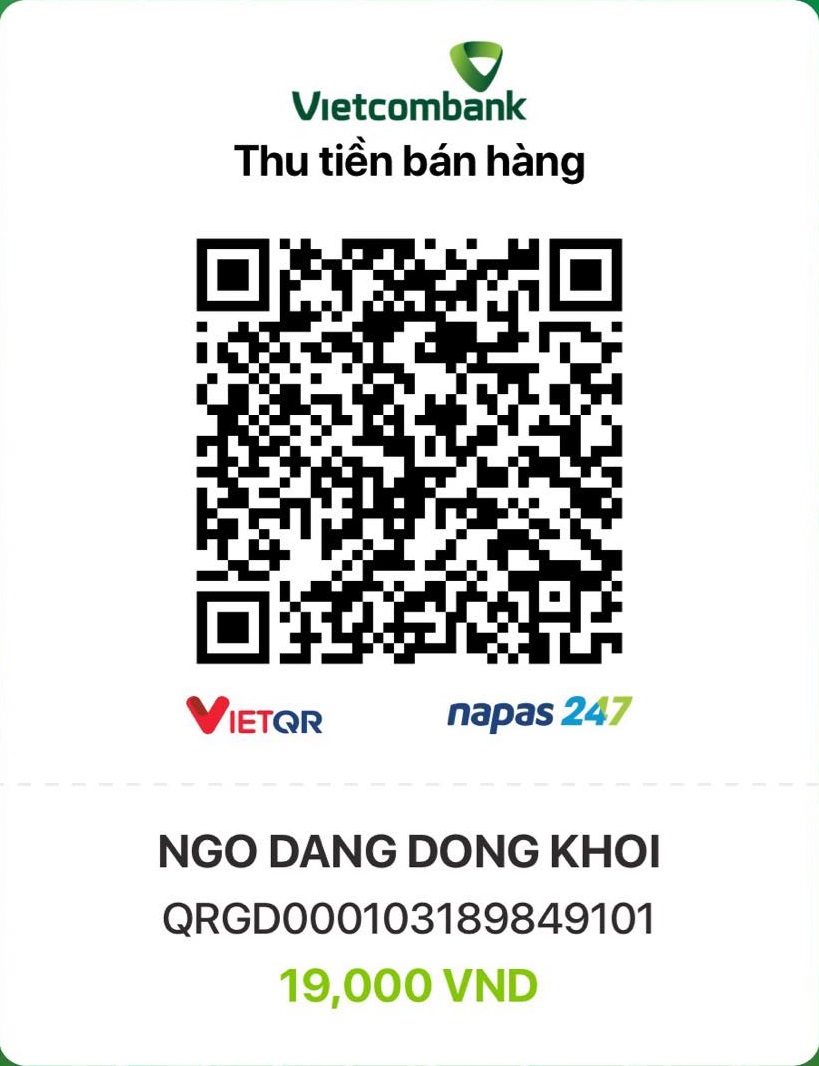 Vietcombank
Thu tiền bán hàng
VIETQR
napas 247
NGO DANG DONG KHOI
QRGD000103189849101
19,000 VND